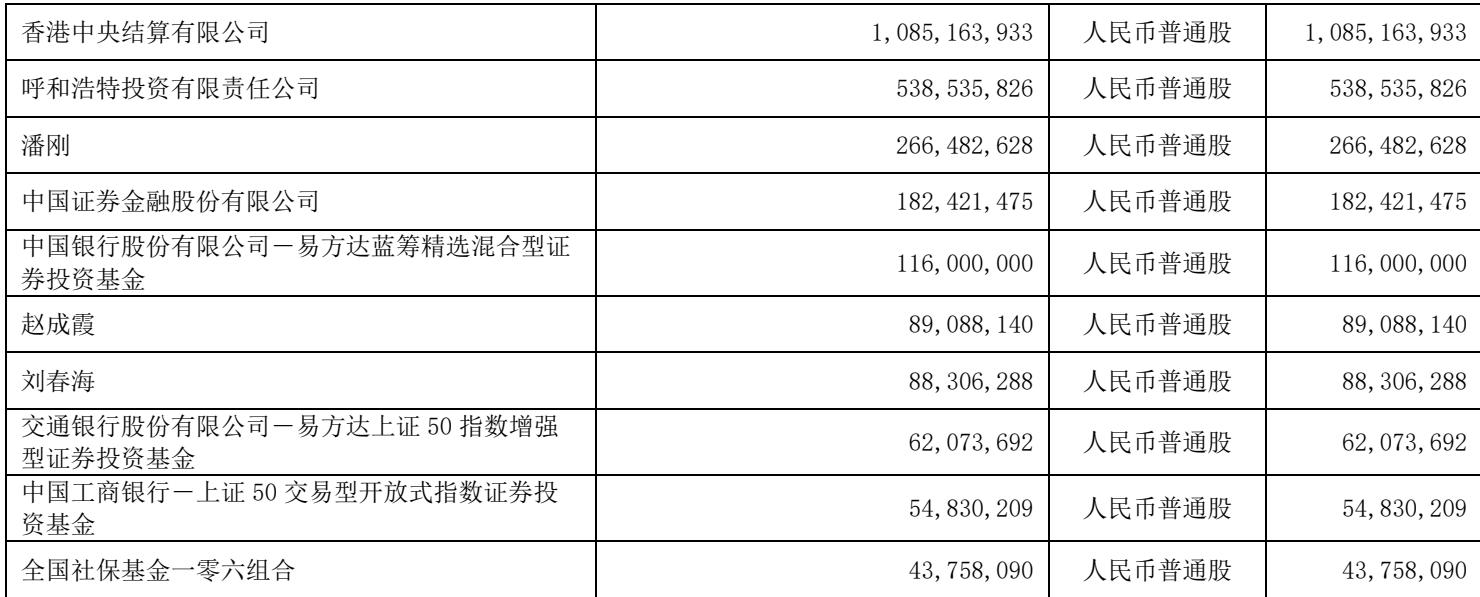 香港中央结算有限公司 1,085,163,933 人民币普通股 1,085,163,933
呼和浩特投资有限责任公司 538,535,826 人民币普通股 538,535,826
潘刚 266,482,628 人民币普通股 266,482,628
中国证券金融股份有限公司 182,421,475 人民币普通股 182,421,475
中国银行股份有限公司－易方达蓝筹精选混合型证
券投资基金 116,000,000 人民币普通股 116,000,000
赵成霞 89,088,140 人民币普通股 89,088,140
刘春海 88,306,288 人民币普通股 88,306,288
交通银行股份有限公司－易方达上证 50 指数增强
型证券投资基金 62,073,692 人民币普通股 62,073,692
中国工商银行－上证 50 交易型开放式指数证券投
资基金 54,830,209 人民币普通股 54,830,209
全国社保基金一零六组合 43,758,090 人民币普通股 43,758,090